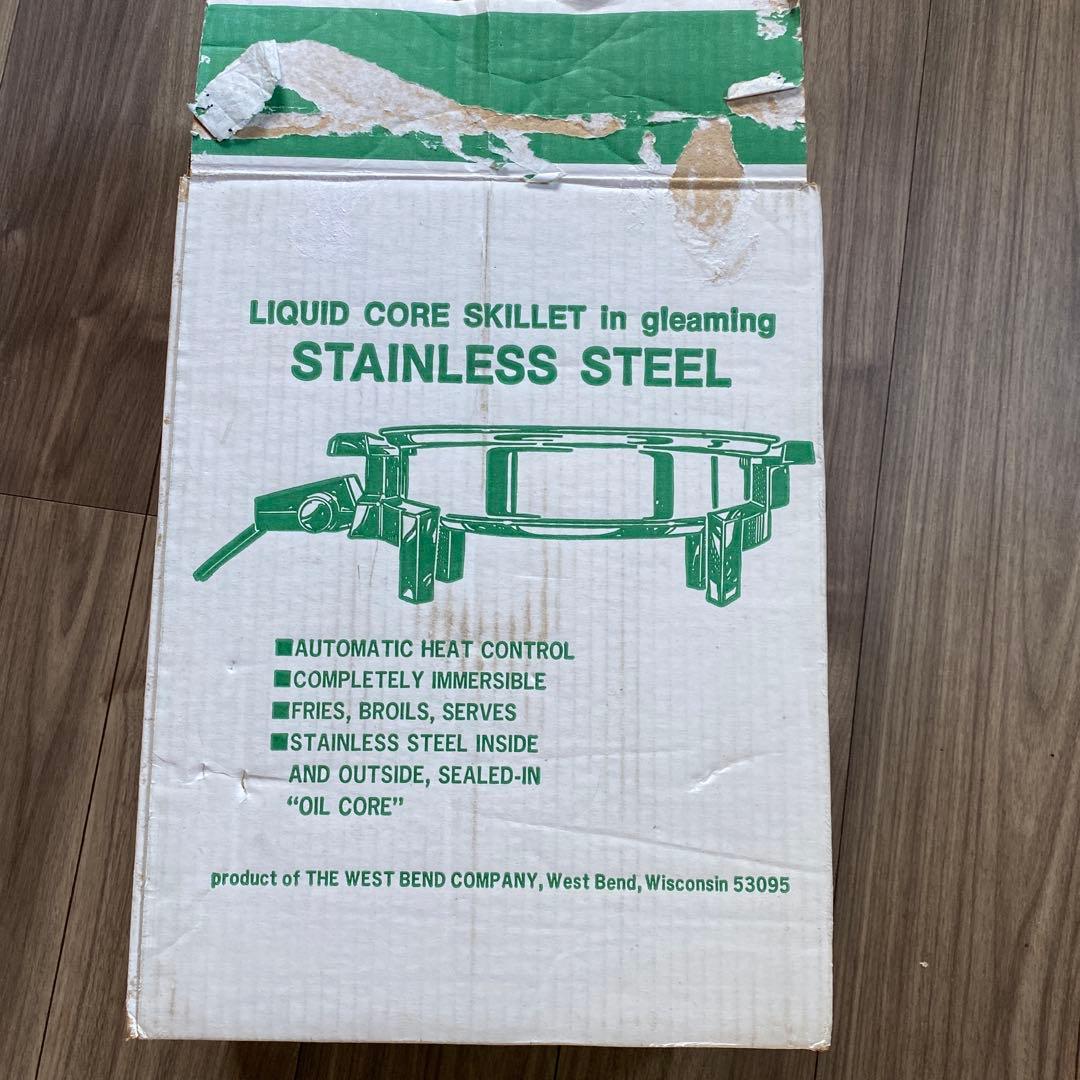 LIQUID CORE SKILLET in gleaming
STAINLESS STEEL
■AUTOMATIC HEAT CONTROL
■COMPLETELY IMMERSIBLE
■FRIES, BROILS, SERVES
■STAINLESS STEEL INSIDE
AND OUTSIDE, SEALED-IN
“OIL CORE”
product of THE WEST BEND COMPANY, West Bend, Wisconsin 53095